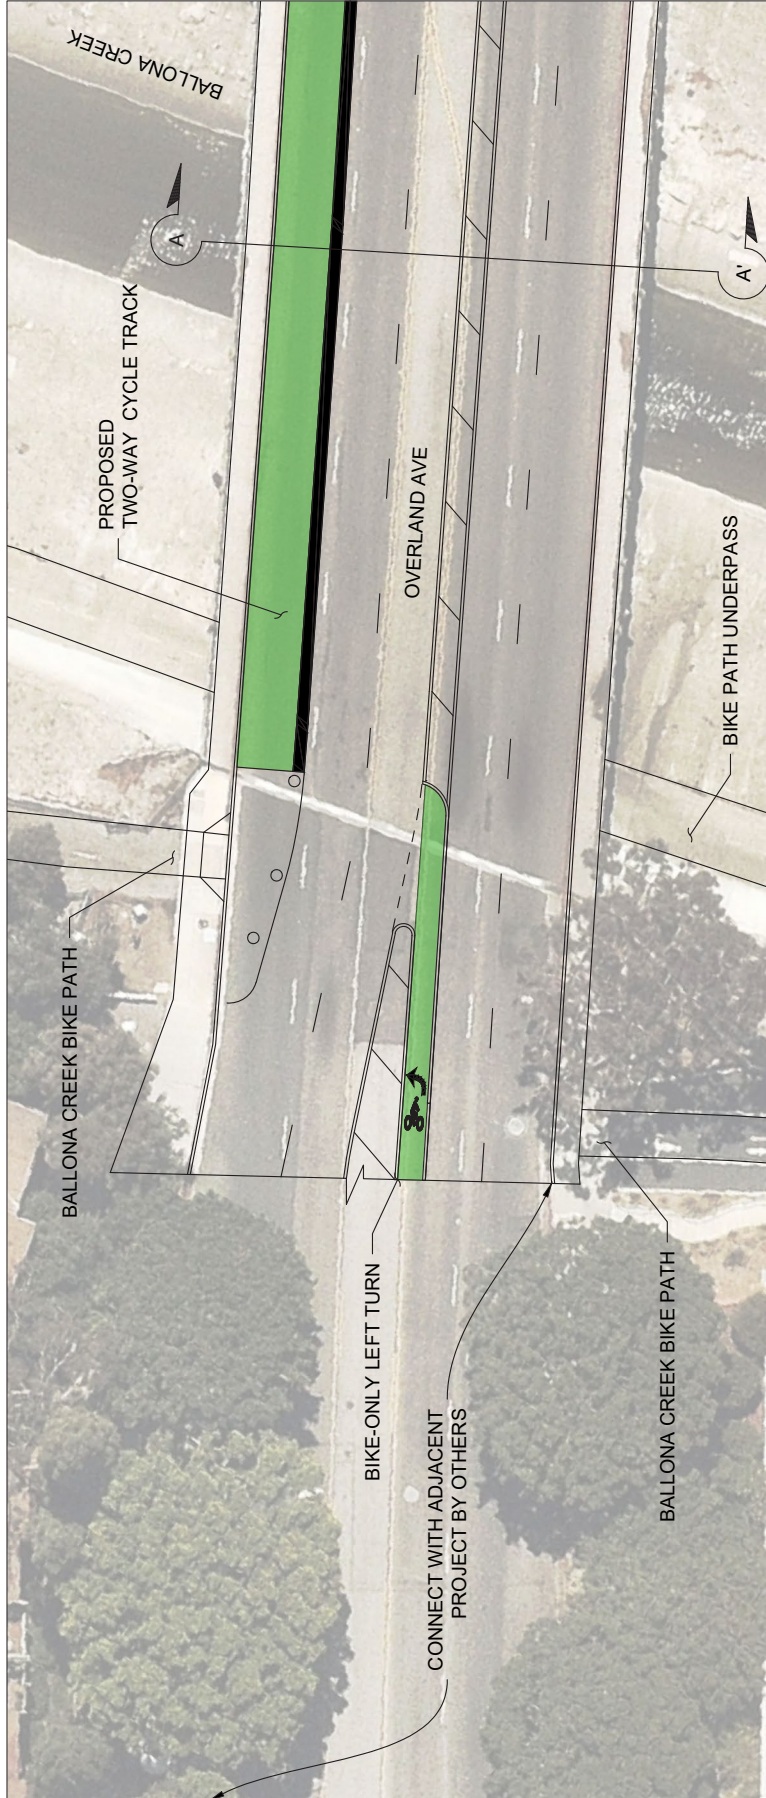 BALLONA CREEK
A
PROPOSED
TWO-WAY CYCLE TRACK
OVERLAND AVE
A'
BIKE PATH UNDERPASS
BALLONA CREEK BIKE PATH
BIKE-ONLY LEFT TURN
CONNECT WITH ADJACENT
PROJECT BY OTHERS
BALLONA CREEK BIKE PATH